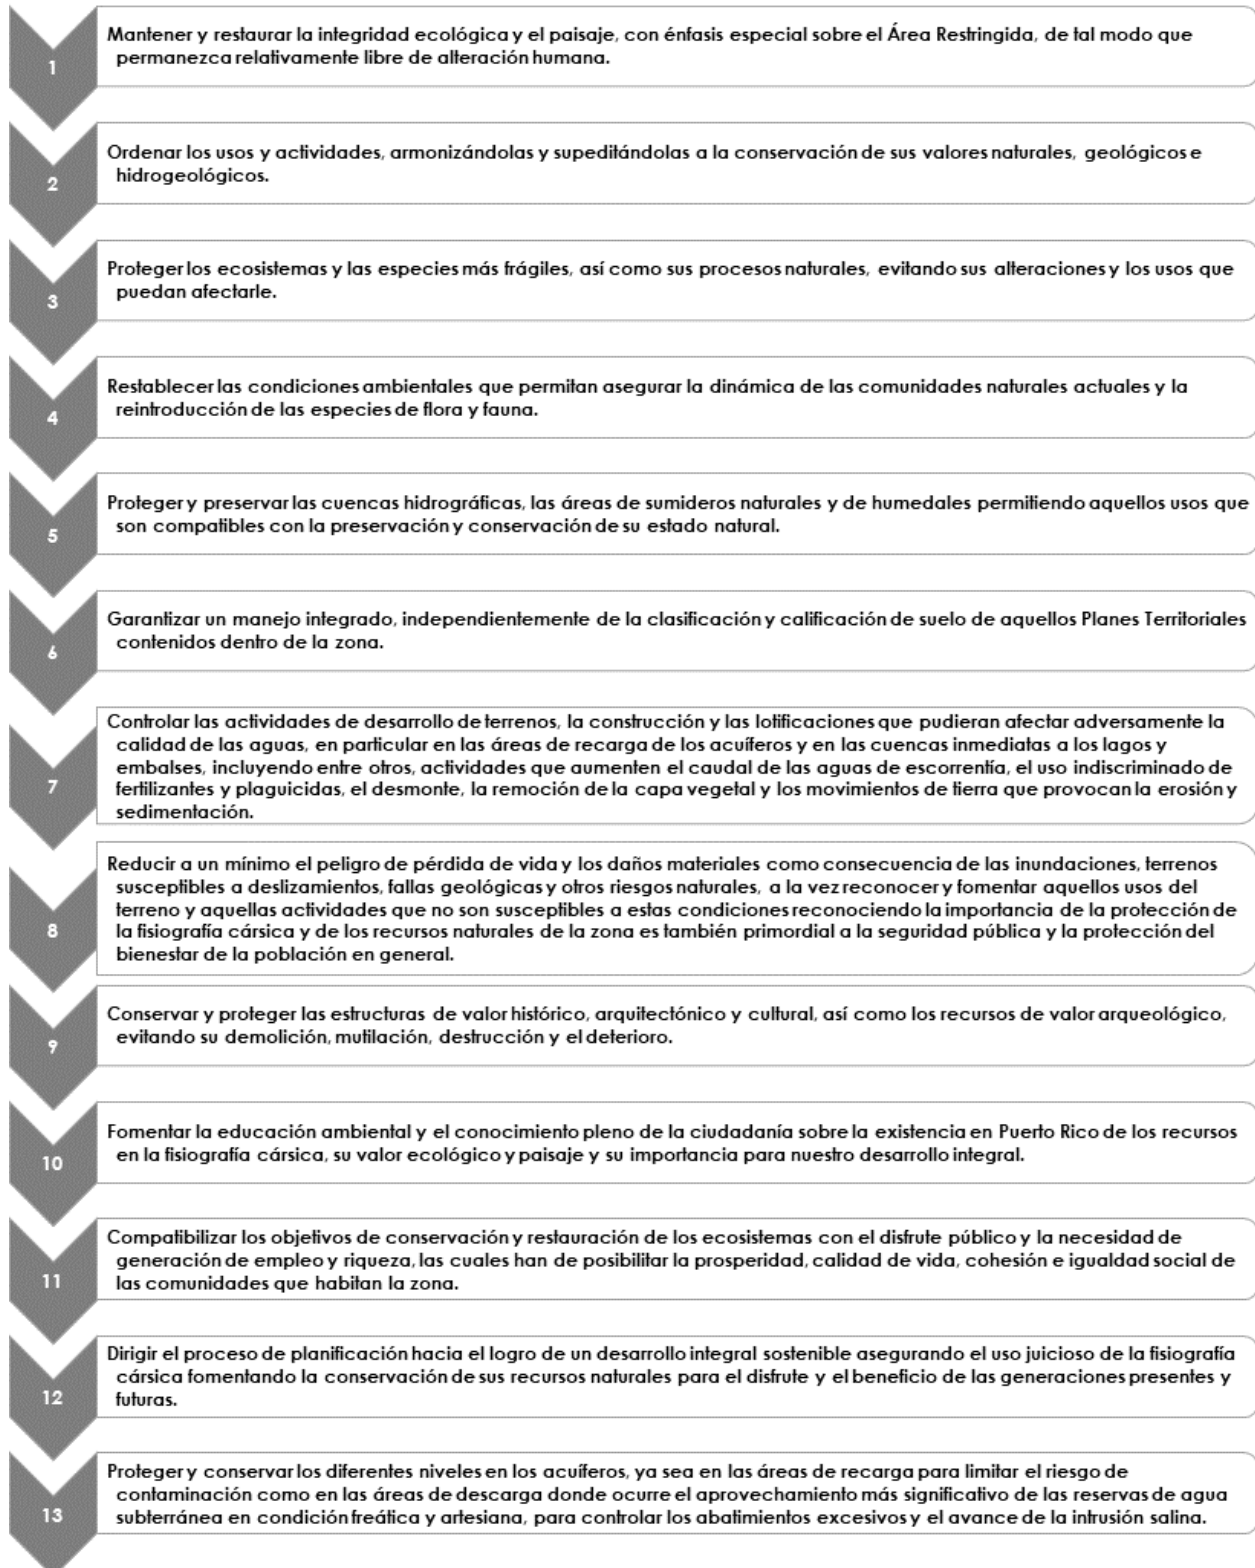 1
Mantener y restaurar la integridad ecológica y el paisaje, con énfasis especial sobre el Área Restringida, de tal modo que
permanezca relativamente libre de alteración humana.
2
Ordenar los usos y actividades, armonizándolas y supeditándolas a la conservación de sus valores naturales, geológicos e
hidrogeológicos.
3
Proteger los ecosistemas y las especies más frágiles, así como sus procesos naturales, evitando sus alteraciones y los usos que
puedan afectarle.
4
Restablecer las condiciones ambientales que permitan asegurar la dinámica de las comunidades naturales actuales y la
reintroducción de las especies de flora y fauna.
5
Proteger y preservar las cuencas hidrográficas, las áreas de sumideros naturales y de humedales permitiendo aquellos usos que
son compatibles con la preservación y conservación de su estado natural.
6
Garantizar un manejo integrado, independientemente de la clasificación y calificación de suelo de aquellos Planes Territoriales
contenidos dentro de la zona.
7
Controlar las actividades de desarrollo de terrenos, la construcción y las lotificaciones que pudieran afectar adversamente la
calidad de las aguas, en particular en las áreas de recarga de los acuíferos y en las cuencas inmediatas a los lagos y
embalses, incluyendo entre otros, actividades que aumenten el caudal de las aguas de escorrentía, el uso indiscriminado de
fertilizantes y plaguicidas, el desmonte, la remoción de la capa vegetal y los movimientos de tierra que provocan la erosión y
sedimentación.
8
Reducir a un mínimo el peligro de pérdida de vida y los daños materiales como consecuencia de las inundaciones, terrenos
susceptibles a deslizamientos, fallas geológicas y otros riesgos naturales, a la vez reconocer y fomentar aquellos usos del
terreno y aquellas actividades que no son susceptibles a estas condiciones reconociendo la importancia de la protección de
la fisiografía cársica y de los recursos naturales de la zona es también primordial a la seguridad pública y la protección del
bienestar de la población en general.
9
Conservar y proteger las estructuras de valor histórico, arquitectónico y cultural, así como los recursos de valor arqueológico,
evitando su demolición, mutilación, destrucción y el deterioro.
10
Fomentar la educación ambiental y el conocimiento pleno de la ciudadanía sobre la existencia en Puerto Rico de los recursos
en la fisiografía cársica, su valor ecológico y paisaje y su importancia para nuestro desarrollo integral.
11
Compatibilizar los objetivos de conservación y restauración de los ecosistemas con el disfrute público y la necesidad de
generación de empleo y riqueza, las cuales han de posibilitar la prosperidad, calidad de vida, cohesión e igualdad social de
las comunidades que habitan la zona.
12
Dirigir el proceso de planificación hacia el logro de un desarrollo integral sostenible asegurando el uso juicioso de la fisiografía
cársica fomentando la conservación de sus recursos naturales para el disfrute y el beneficio de las generaciones presentes y
futuras.
13
Proteger y conservar los diferentes niveles en los acuíferos, ya sea en las áreas de recarga para limitar el riesgo de
contaminación como en las áreas de descarga donde ocurre el aprovechamiento más significativo de las reservas de agua
subterránea en condición freática y artesiana, para controlar los abatimientos excesivos y el avance de la intrusión salina.